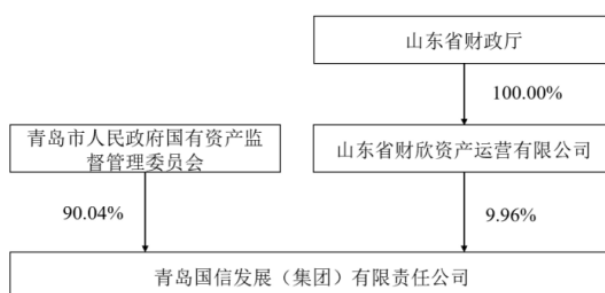 山东省财政厅
100.00%
青岛市人民政府国有资产监
督管理委员会
山东省财欣资产运营有限公司
90.04%
9.96%
青岛国信发展（集团）有限责任公司